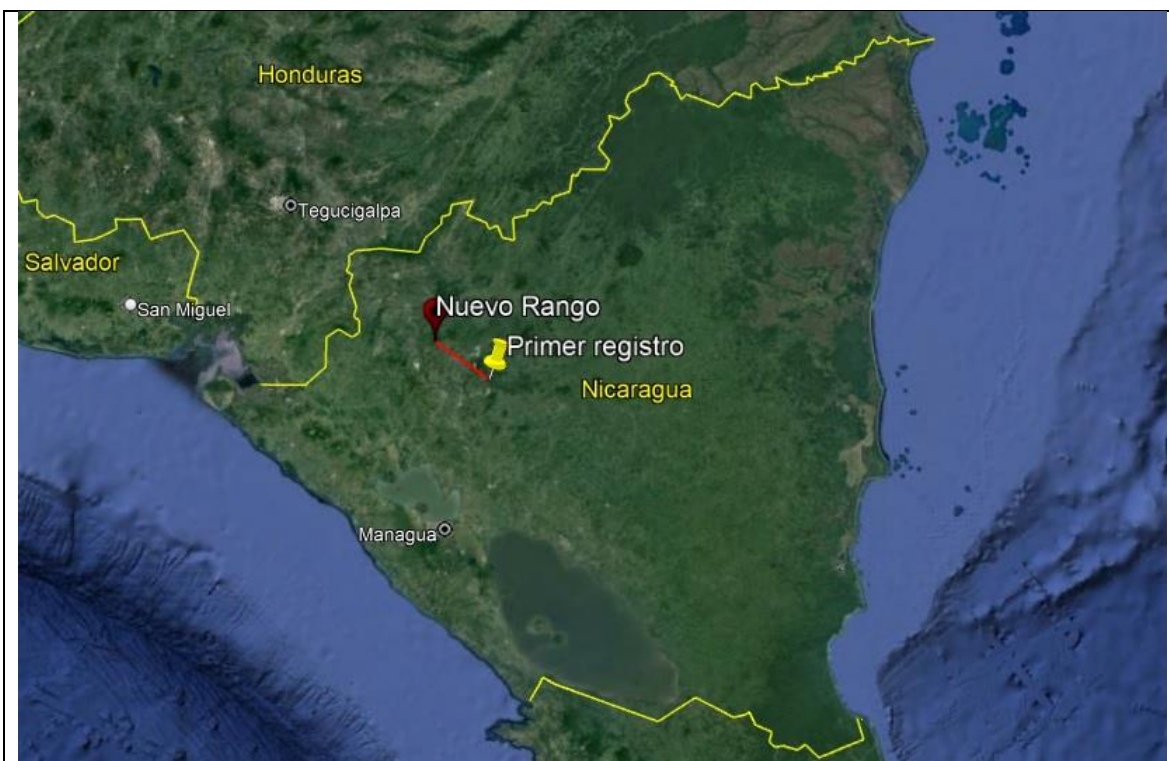 Honduras
Tegucigalpa
Salvador
San Miguel
Nuevo Rango
Primer registro
Nicaragua
Managua